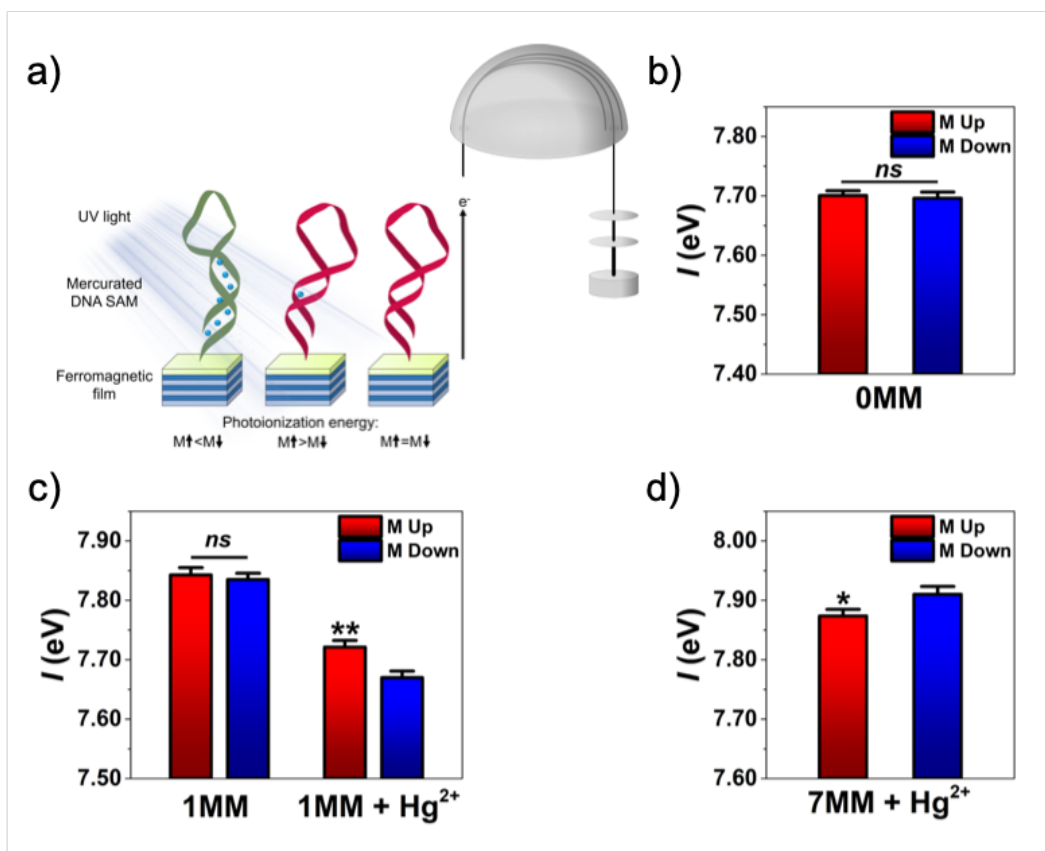 a)
UV light
Mercurated
DNA SAM
Ferromagnetic
film
e-
Photoionization energy:
M↑<M↓ M↑>M↓ M↑=M↓
b)
M Up
M Down
ns
I (eV)
7.80
7.70
7.60
7.50
7.40
0MM
c)
M Up
M Down
ns
**
I (eV)
7.90
7.80
7.70
7.60
7.50
1MM 1MM + Hg²⁺
d)
M Up
M Down
*
I (eV)
8.00
7.90
7.80
7.70
7.60
7MM + Hg²⁺